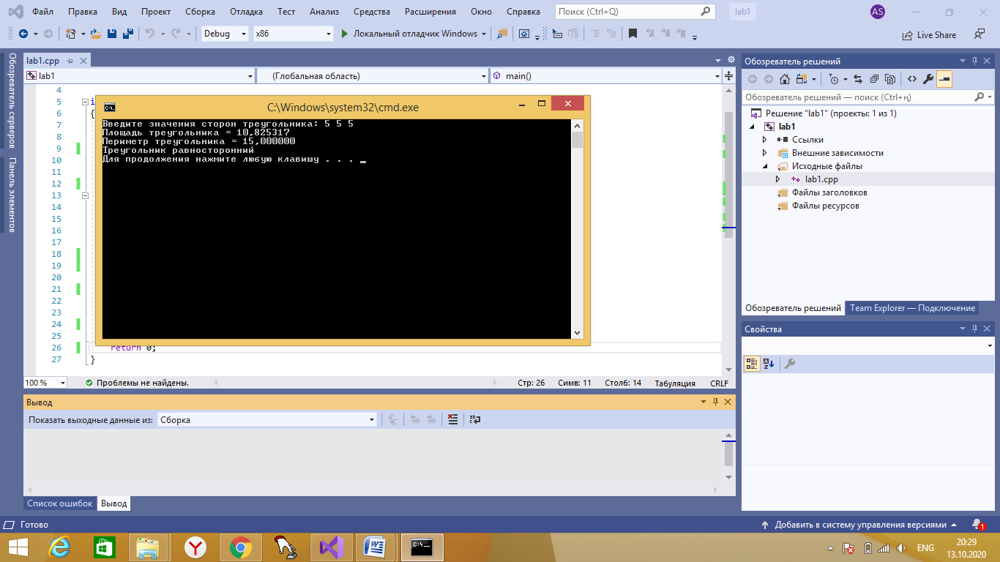 Файл Правка Вид Проект Сборка Отладка Тест Анализ Средства Расширения Окно Справка Поиск (Ctrl+Q) lab1 AS
Debug x86 Локальный отладчик Windows Live Share
Обозреватель серверов
Панель элементов
lab1.cpp
lab1 (Глобальная область) main()
4
5 i
6 {
7
8
9
10
11
12
13
14
15
16
17
18
19
20
21
22
23
24
25
26 return 0;
27 }
C:\Windows\system32\cmd.exe
Введите значения сторон треугольника: 5 5 5
Площадь треугольника = 10,825317
Периметр треугольника = 15,000000
Треугольник равносторонний
Для продолжения нажмите любую клавишу . . . _
100 % Проблемы не найдены. Стр: 26 Симв: 11 Столб: 14 Табуляция CRLF
Вывод
Показать выходные данные из: Сборка
Список ошибок Вывод
Обозреватель решений
Обозреватель решений — поиск (Ctrl+ң)
Решение "lab1" (проекты: 1 из 1)
lab1
Ссылки
Внешние зависимости
Исходные файлы
lab1.cpp
Файлы заголовков
Файлы ресурсов
Обозреватель решений Team Explorer — Подключение
Свойства
Готово Добавить в систему управления версиями 1
ENG 20:29
13.10.2020